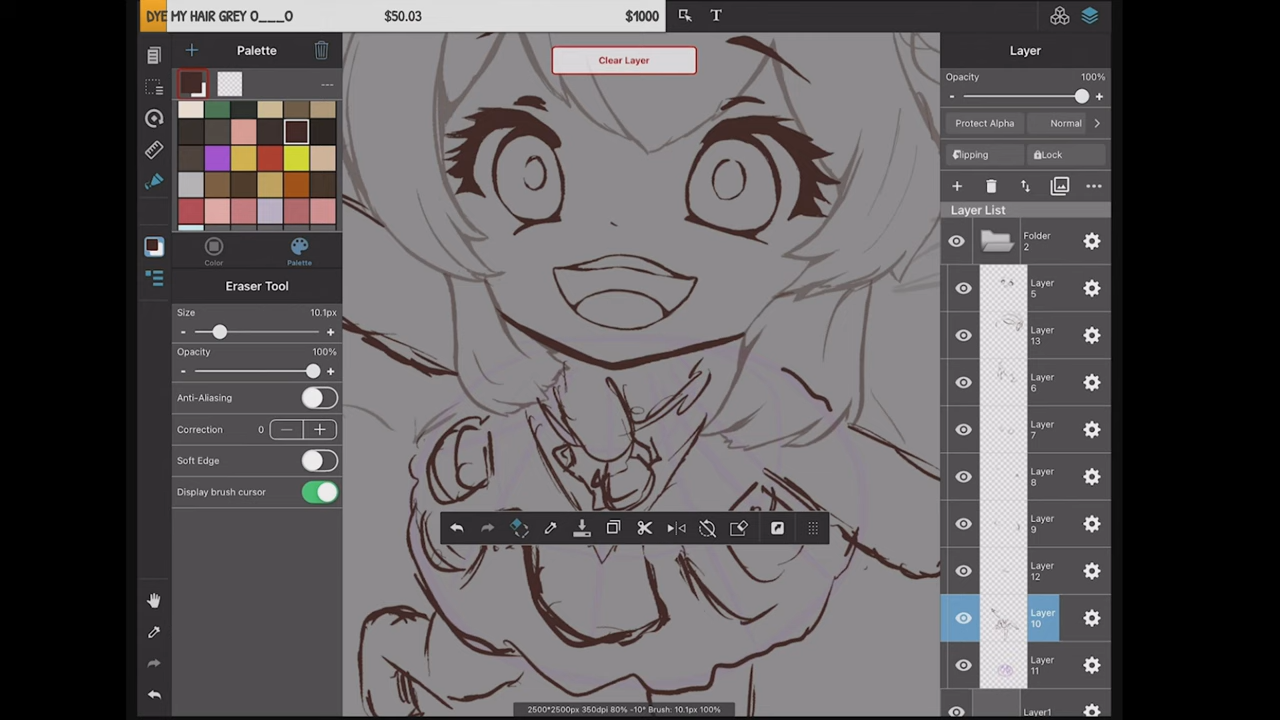 DYE MY HAIR GREY O___O $50.03 $1000
T
Palette
Clear Layer
Layer
Opacity 100%
- +
Protect Alpha Normal
Clipping Lock
Layer List
Folder 2
Layer 5
Layer 13
Layer 6
Layer 7
Layer 8
Layer 9
Layer 12
Layer 10
Layer 11
Layer1
Color Palette
Eraser Tool
Size 10.1px
- +
Opacity 100%
- +
Anti-Aliasing
Correction 0 - +
Soft Edge
Display brush cursor
2500*2500px 350dpi 80% -10° Brush: 10.1px 100%